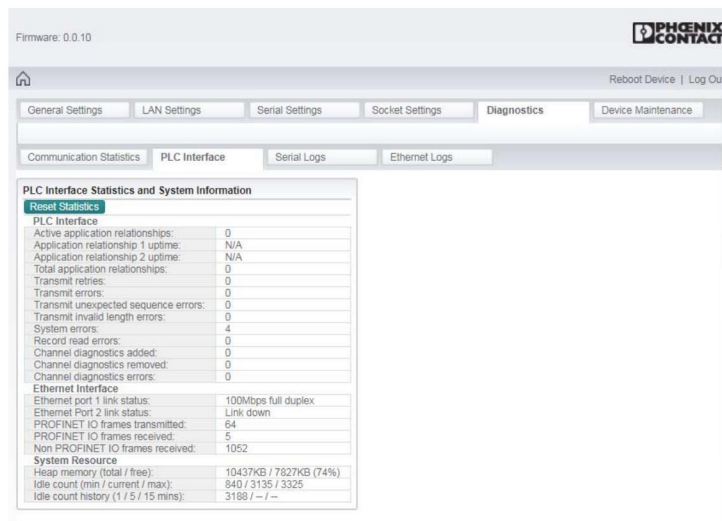 Firmware: 0.0.10
PHŒNIX
CONTACT
Reboot Device | Log Ou
General Settings LAN Settings Serial Settings Socket Settings Diagnostics Device Maintenance
Communication Statistics PLC Interface Serial Logs Ethernet Logs
PLC Interface Statistics and System Information
Reset Statistics
PLC Interface
Active application relationships: 0
Application relationship 1 uptime: N/A
Application relationship 2 uptime: N/A
Total application relationships: 0
Transmit retries: 0
Transmit errors: 0
Transmit unexpected sequence errors: 0
Transmit invalid length errors: 0
System errors: 4
Record read errors: 0
Channel diagnostics added: 0
Channel diagnostics removed: 0
Channel diagnostics errors: 0
Ethernet Interface
Ethernet port 1 link status: 100Mbps full duplex
Ethernet Port 2 link status: Link down
PROFINET IO frames transmitted: 64
PROFINET IO frames received: 5
Non PROFINET IO frames received: 1052
System Resource
Heap memory (total / free): 10437KB / 7827KB (74%)
Idle count (min / current / max): 840 / 3135 / 3325
Idle count history (1 / 5 / 15 mins): 3188 / -- / --